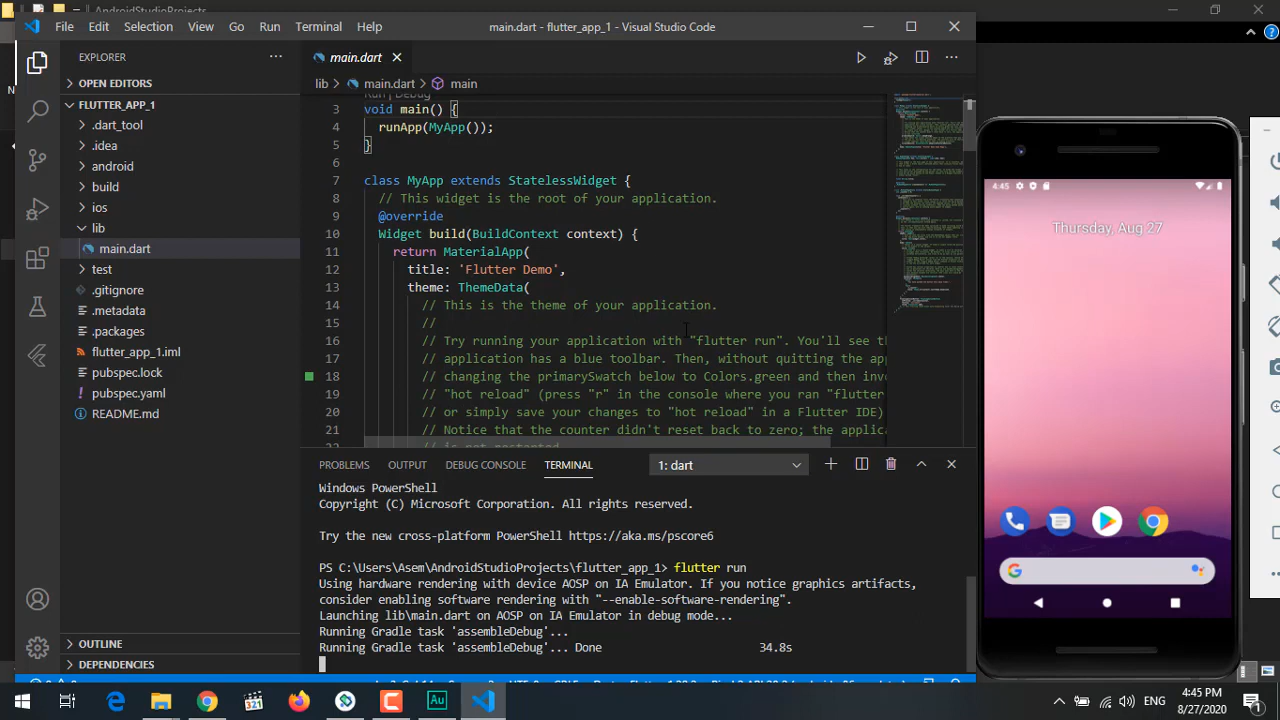 AndroidStudioProjects
File Edit Selection View Go Run Terminal Help
main.dart - flutter_app_1 - Visual Studio Code
EXPLORER
OPEN EDITORS
FLUTTER_APP_1
.dart_tool
.idea
android
build
ios
lib
main.dart
test
.gitignore
.metadata
.packages
flutter_app_1.iml
pubspec.lock
pubspec.yaml
README.md
OUTLINE
DEPENDENCIES
main.dart
lib > main.dart > main
Run | Debug
3 void main() {
4 runApp(MyApp());
5 }
6
7 class MyApp extends StatelessWidget {
8 // This widget is the root of your application.
9 @override
10 Widget build(BuildContext context) {
11 return MaterialApp(
12 title: 'Flutter Demo',
13 theme: ThemeData(
14 // This is the theme of your application.
15 //
16 // Try running your application with "flutter run". You'll see th
17 // application has a blue toolbar. Then, without quitting the app
18 // changing the primarySwatch below to Colors.green and then invo
19 // "hot reload" (press "r" in the console where you ran "flutter
20 // or simply save your changes to "hot reload" in a Flutter IDE)
21 // Notice that the counter didn't reset back to zero; the applica
22 // is not restarted
PROBLEMS OUTPUT DEBUG CONSOLE TERMINAL 1: dart
Windows PowerShell
Copyright (C) Microsoft Corporation. All rights reserved.
Try the new cross-platform PowerShell https://aka.ms/pscore6
PS C:\Users\Asem\AndroidStudioProjects\flutter_app_1> flutter run
Using hardware rendering with device AOSP on IA Emulator. If you notice graphics artifacts,
consider enabling software rendering with "--enable-software-rendering".
Launching lib\main.dart on AOSP on IA Emulator in debug mode...
Running Gradle task 'assembleDebug'...
Running Gradle task 'assembleDebug'... Done 34.8s
4:45
Thursday, Aug 27
G
321
Au
ENG
4:45 PM
8/27/2020
1